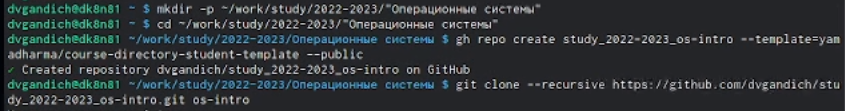 dvgandich@dk8n81 ~ $ mkdir -p ~/work/study/2022-2023/"Операционные системы"
dvgandich@dk8n81 ~ $ cd ~/work/study/2022-2023/"Операционные системы"
dvgandich@dk8n81 ~/work/study/2022-2023/Операционные системы $ gh repo create study_2022-2023_os-intro --template=yam
adharma/course-directory-student-template --public
✓ Created repository dvgandich/study_2022-2023_os-intro on GitHub
dvgandich@dk8n81 ~/work/study/2022-2023/Операционные системы $ git clone --recursive https://github.com/dvgandich/stu
dy_2022-2023_os-intro.git os-intro